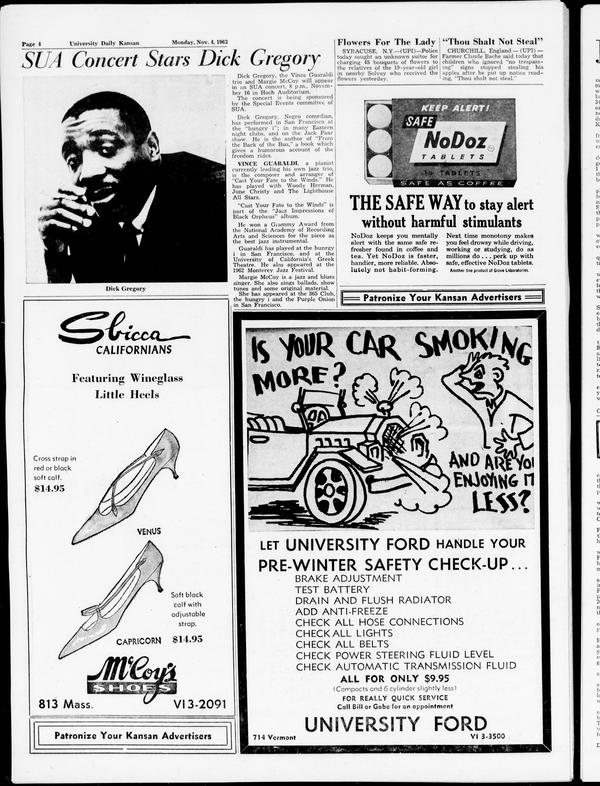 Page 4 University Daily Kansan Monday, Nov. 4, 1963
SUA Concert Stars Dick Gregory
Dick Gregory
Dick Gregory, the Vince Guaraldi
trio and Margie McCoy will appear
in an SUA concert, 8 p.m., Novem-
ber 16 in Hoch Auditorium.
The concert is being sponsored
by the Special Events committee of
SUA.
Dick Gregory, Negro comedian,
has performed in San Francisco at
the "hungry i"; in many Eastern
night clubs, and on the Jack Paar
show. He is the author of "From
the Back of the Bus," a book which
gives a humorous account of the
freedom rides.
VINCE GUARALDI, a pianist
currently leading his own jazz trio,
is the composer and arranger of
"Cast Your Fate to the Winds." He
has played with Woody Herman,
June Christy and The Lighthouse
All Stars.
"Cast Your Fate to the Winds" is
part of the "Jazz Impressions of
Black Orpheus" album.
He won a Grammy Award from
the National Academy of Recording
Arts and Sciences for the piece as
the best jazz instrumental.
Guaraldi has played at the hungry
i in San Francisco, and at the
University of California's Greek
Theatre. He also appeared at the
1962 Monterey Jazz Festival.
Margie McCoy is a jazz and blues
singer. She also sings ballads, show
tunes and some original material.
She has appeared at the 365 Club,
the hungry i and the Purple Onion
in San Francisco.
Flowers For The Lady
SYRACUSE, N.Y.—(UPI)—Police
today sought an unknown suitor for
charging 45 bouquets of flowers to
the relatives of the 19-year-old girl
in nearby Solvay who received the
flowers yesterday.
"Thou Shalt Not Steal"
CHURCHILL, England—(UPI)—
Farmer Claude Bache said today that
children who ignored "no trespass-
ing" signs stopped stealing his
apples after he put up notice read-
ing, "Thou shalt not steal."
KEEP ALERT!
SAFE
NoDoz
TABLETS
15 TABLETS
SAFE AS COFFEE
THE SAFE WAY to stay alert
without harmful stimulants
NoDoz keeps you mentally
alert with the same safe re-
fresher found in coffee and
tea. Yet NoDoz is faster,
handier, more reliable. Abso-
lutely not habit-forming.
Next time monotony makes
you feel drowsy while driving,
working or studying, do as
millions do . . . perk up with
safe, effective NoDoz tablets.
Another fine product of Grove Laboratories.
Patronize Your Kansan Advertisers
Sbicca
CALIFORNIANS
Featuring Wineglass
Little Heels
Cross strap in
red or black
soft calf.
$14.95
VENUS
Soft black
calf with
adjustable
strap.
CAPRICORN $14.95
McCoy's
SHOES
813 Mass. VI 3-2091
Patronize Your Kansan Advertisers
IS YOUR CAR SMOKING
MORE?
AND ARE YOU
ENJOYING IT
LESS?
LET UNIVERSITY FORD HANDLE YOUR
PRE-WINTER SAFETY CHECK-UP...
BRAKE ADJUSTMENT
TEST BATTERY
DRAIN AND FLUSH RADIATOR
ADD ANTI-FREEZE
CHECK ALL HOSE CONNECTIONS
CHECK ALL LIGHTS
CHECK ALL BELTS
CHECK POWER STEERING FLUID LEVEL
CHECK AUTOMATIC TRANSMISSION FLUID
ALL FOR ONLY $9.95
(Compacts and 6 cylinder slightly less)
FOR REALLY QUICK SERVICE
Call Bill or Gabe for an appointment
UNIVERSITY FORD
714 Vermont VI 3-3500